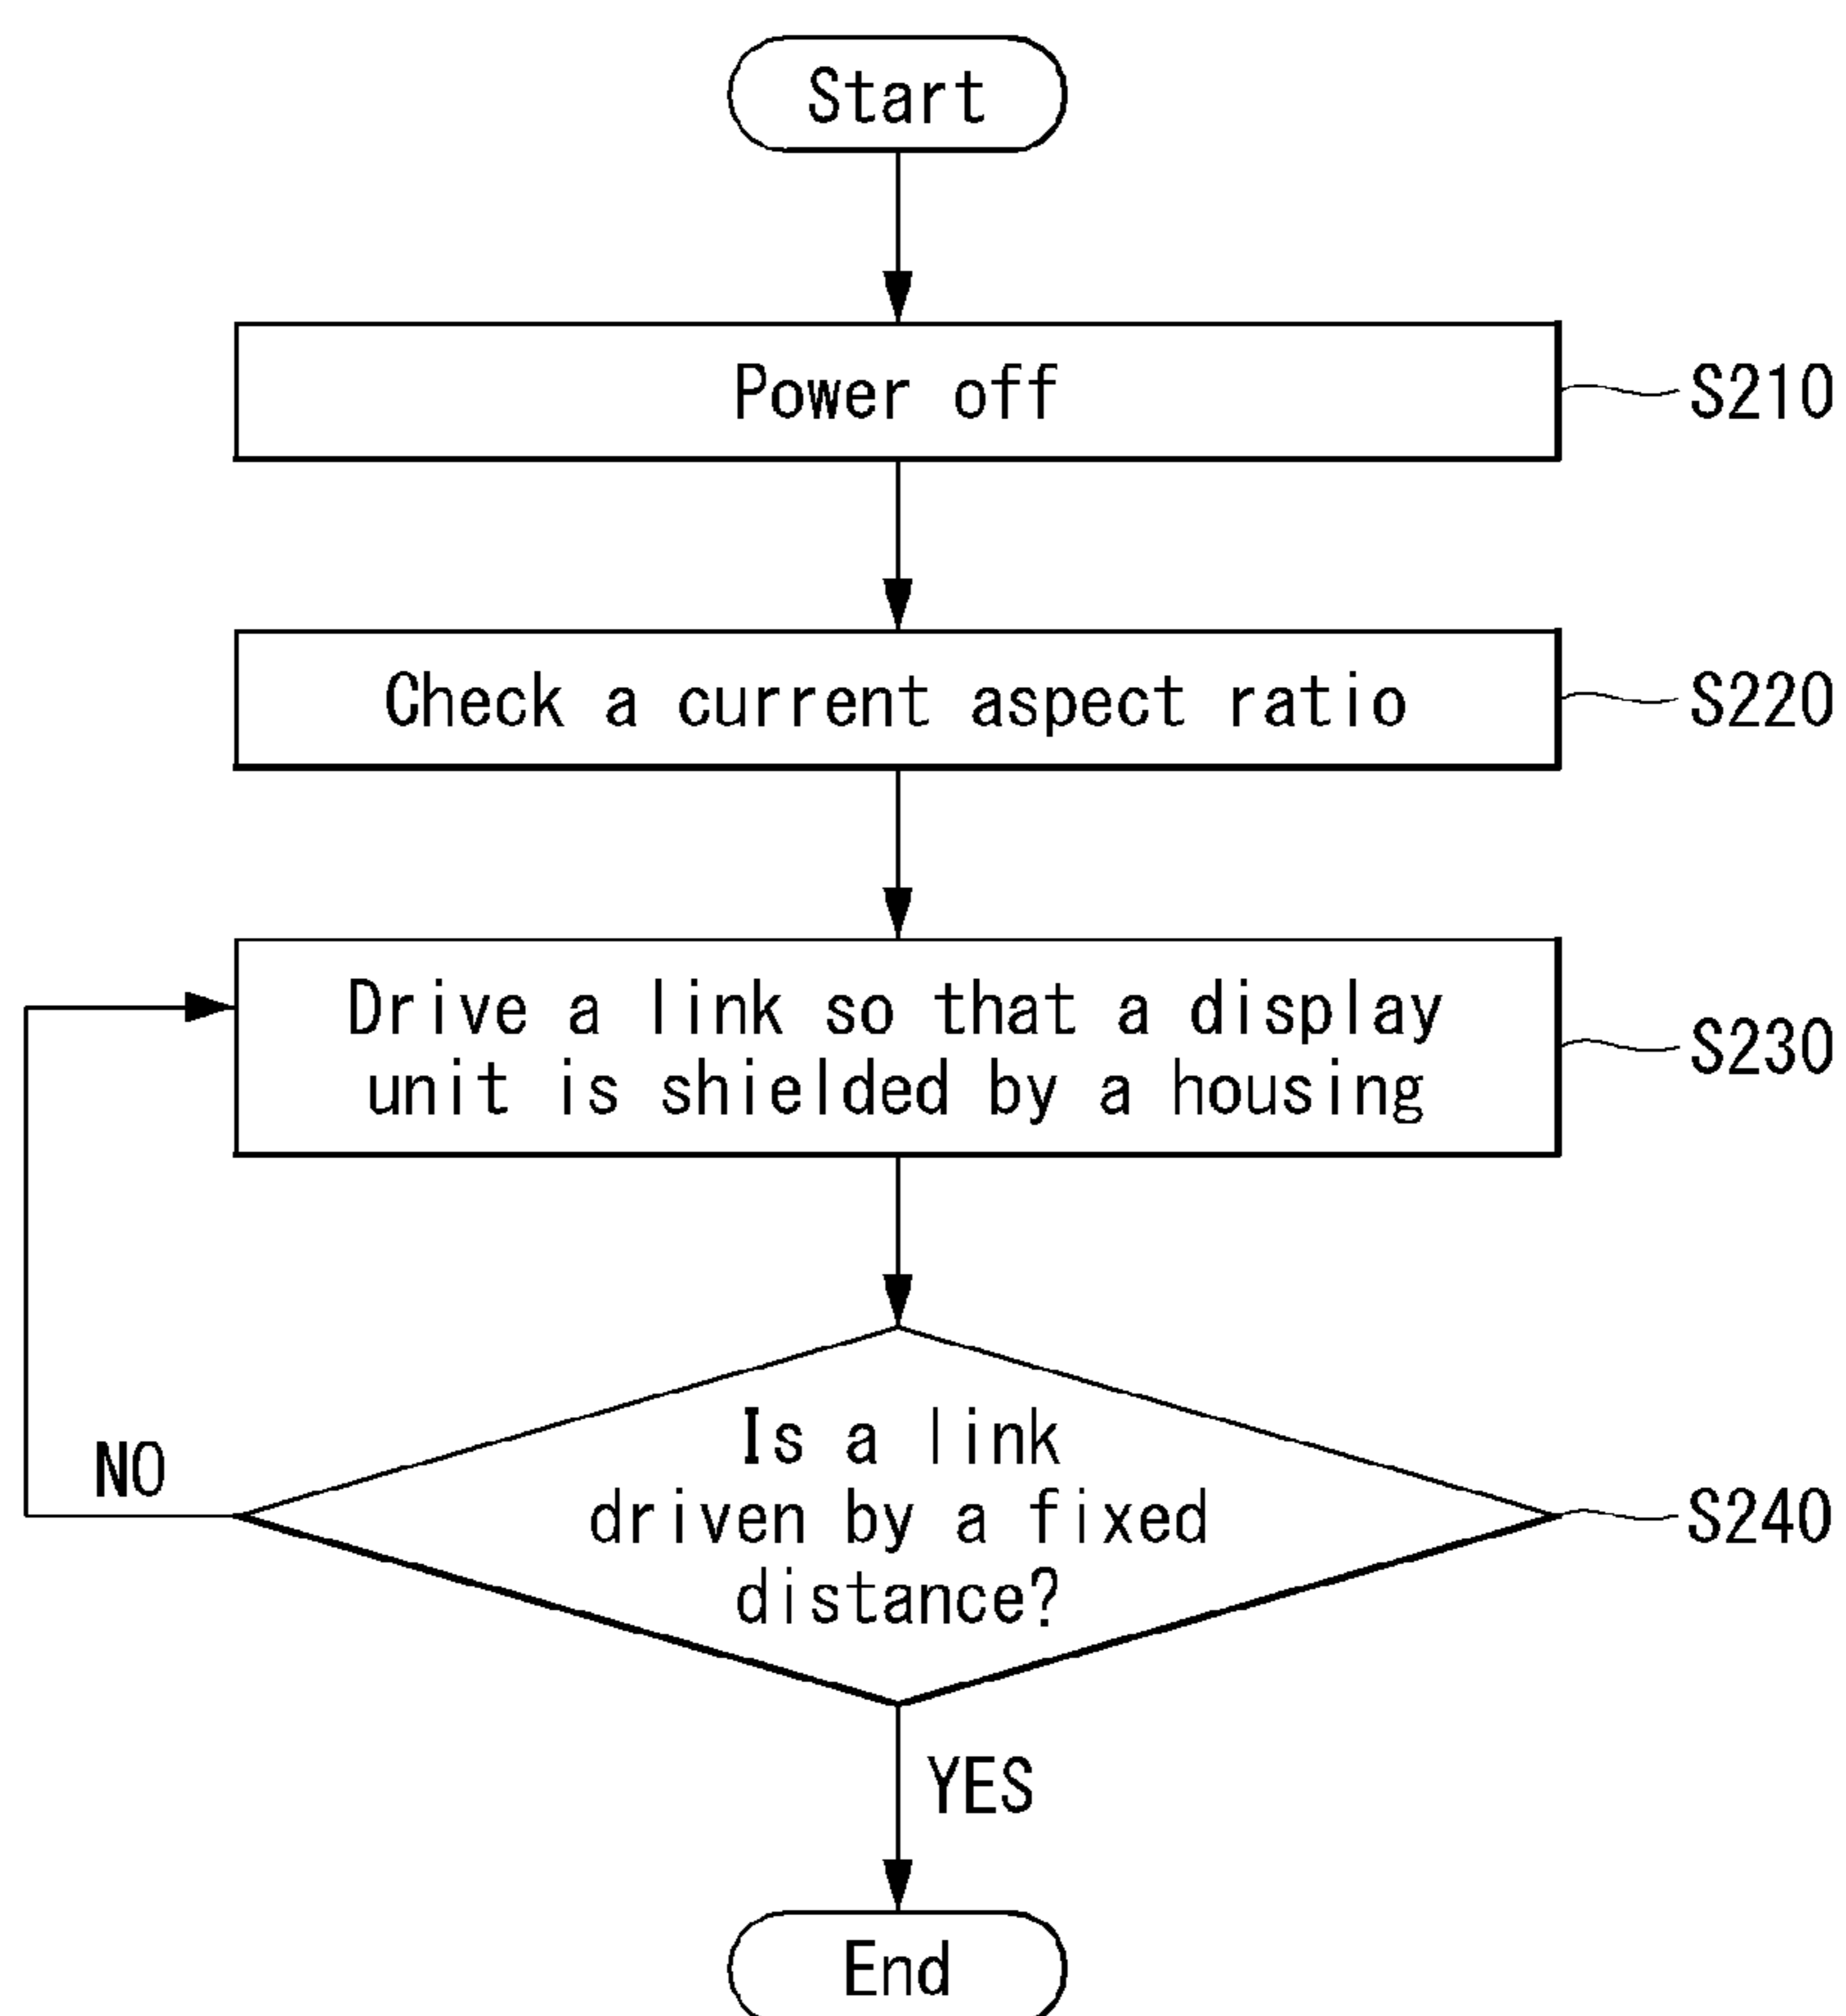 Start
Power off
S210
Check a current aspect ratio
S220
Drive a link so that a display
unit is shielded by a housing
S230
Is a link
driven by a fixed
distance?
S240
NO
YES
End